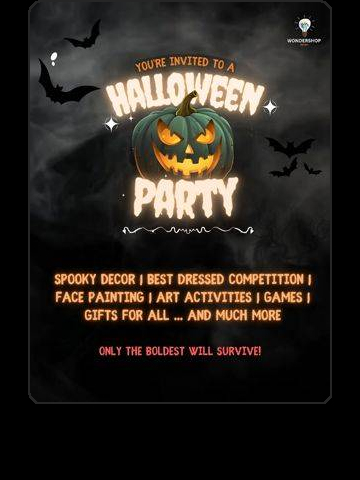 WONDERSHOP
YOU'RE INVITED TO A
HALLOWEEN
PARTY
SPOOKY DECOR | BEST DRESSED COMPETITION |
FACE PAINTING | ART ACTIVITIES | GAMES |
GIFTS FOR ALL ... AND MUCH MORE
ONLY THE BOLDEST WILL SURVIVE!